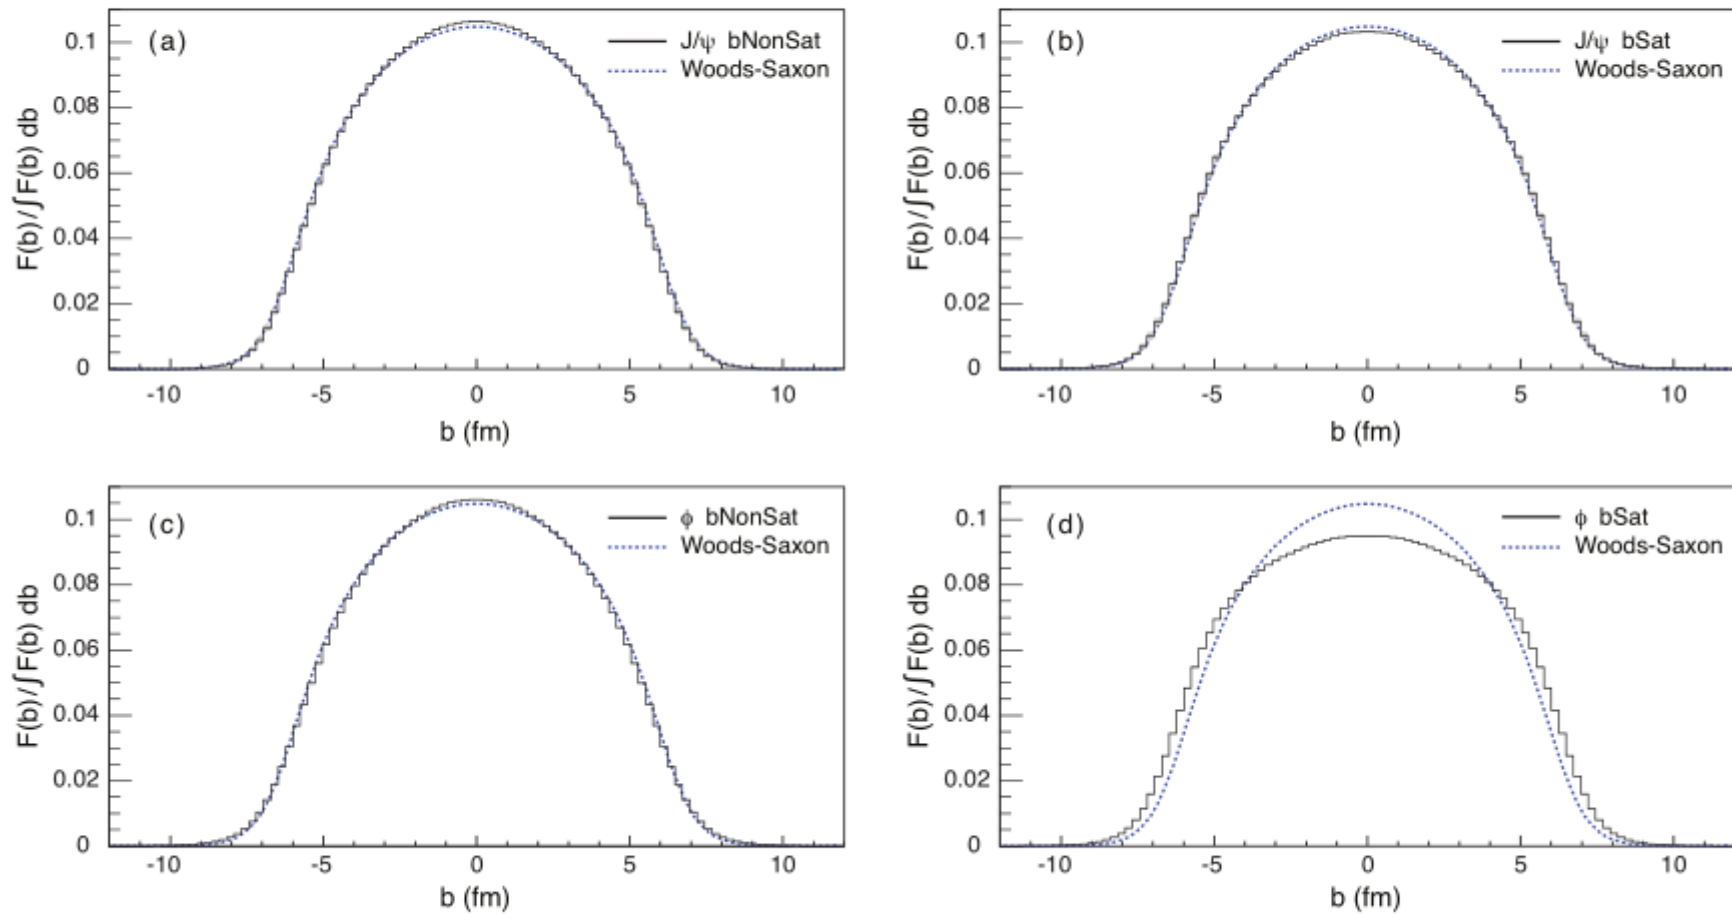 (a)
J/ψ bNonSat
Woods-Saxon
F(b)/∫F(b) db
0.1
0.08
0.06
0.04
0.02
0
-10 -5 0 5 10
b (fm)
(b)
J/ψ bSat
Woods-Saxon
F(b)/∫F(b) db
0.1
0.08
0.06
0.04
0.02
0
-10 -5 0 5 10
b (fm)
(c)
ϕ bNonSat
Woods-Saxon
F(b)/∫F(b) db
0.1
0.08
0.06
0.04
0.02
0
-10 -5 0 5 10
b (fm)
(d)
ϕ bSat
Woods-Saxon
F(b)/∫F(b) db
0.1
0.08
0.06
0.04
0.02
0
-10 -5 0 5 10
b (fm)